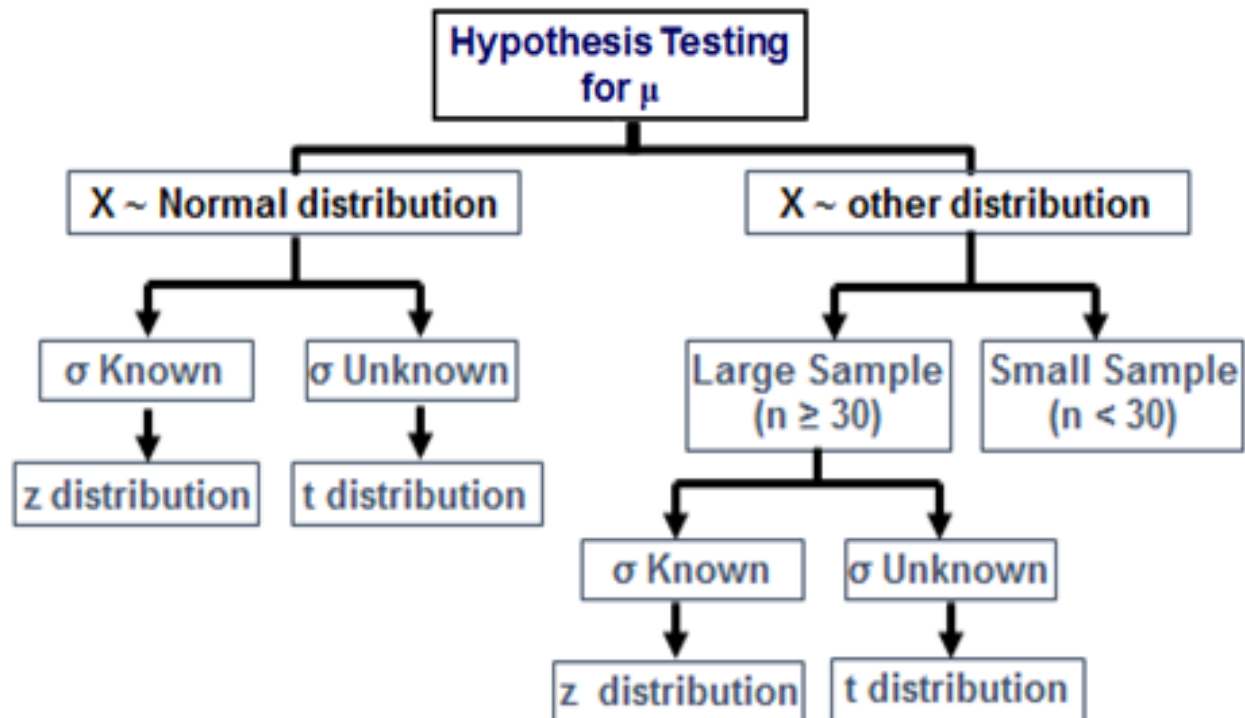 Hypothesis Testing
for μ
X ~ Normal distribution
X ~ other distribution
σ Known
σ Unknown
Large Sample
(n ≥ 30)
Small Sample
(n < 30)
z distribution
t distribution
σ Known
σ Unknown
z distribution
t distribution